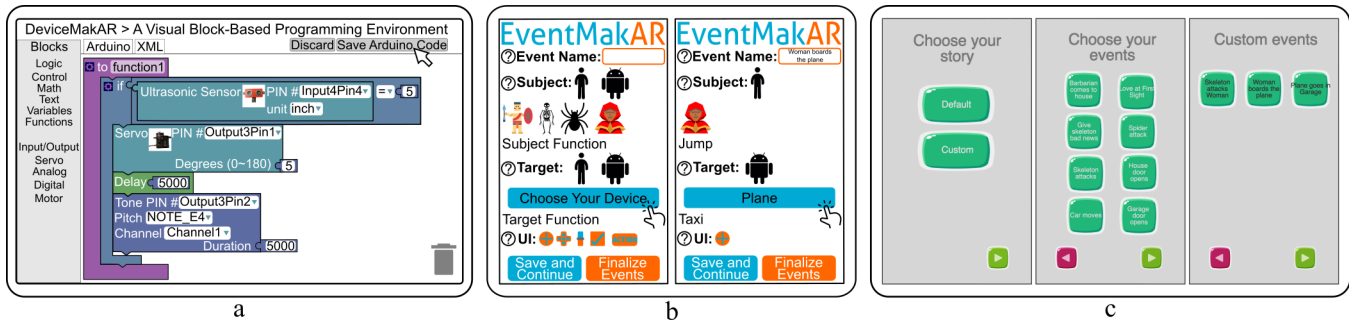 DeviceMakAR > A Visual Block-Based Programming Environment
Blocks
Arduino XML
Discard Save Arduino Code
Logic
Control
Math
Text
Variables
Functions
Input/Output
Servo
Analog
Digital
Motor
to function1
if
Ultrasonic Sensor PIN # Input4Pin4 = 5
unit inch
Servo PIN #Output3Pin1
Degrees (0~180) 5
Delay 5000
Tone PIN #Output3Pin2
Pitch NOTE_E4
Channel Channel1
Duration 5000
a
EventMakAR
?Event Name:
?Subject:
Subject Function
?Target:
Choose Your Device
Target Function
?UI:
Save and
Continue
Finalize
Events
EventMakAR
?Event Name: Woman boards
the plane
?Subject:
Jump
?Target:
Plane
Taxi
?UI:
Save and
Continue
Finalize
Events
b
Choose your
story
Default
Custom
Choose your
events
Barbarian
comes to
house
Love at First
Sight
Give
skeleton
bad news
Spider
attack
Skeleton
attacks
House
door
opens
Car moves
Garage
door
opens
Custom events
Skeleton
attacks
Woman
Woman
boards the
plane
Plane goes in
Garage
c